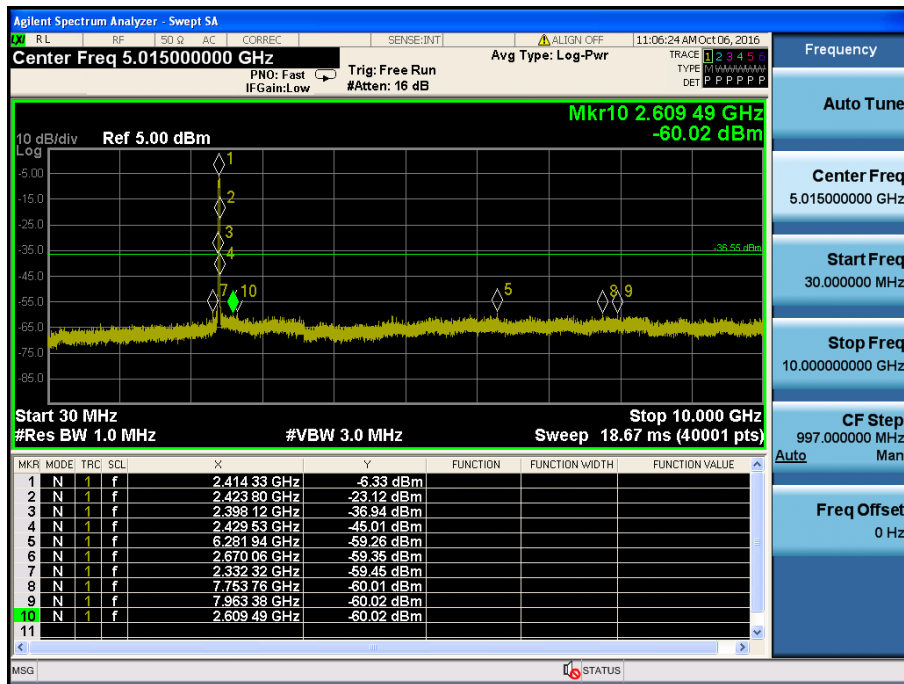 Agilent Spectrum Analyzer - Swept SA
LXI RL RF 50 Ω AC CORREC SENSE:INT ALIGN OFF 11:06:24 AM Oct 06, 2016
Center Freq 5.015000000 GHz
PNO: Fast
IFGain:Low
Trig: Free Run
#Atten: 16 dB
Avg Type: Log-Pwr
TRACE 1 2 3 4 5 6
TYPE MWWWWW
DET P P P P P P
Mkr10 2.609 49 GHz
-60.02 dBm
10 dB/div Ref 5.00 dBm
Log
-5.00
-15.0
-25.0
-35.0
-45.0
-55.0
-65.0
-75.0
-85.0
1
2
3
4
7 10
5
8 9
-36.55 dBm
Start 30 MHz Stop 10.000 GHz
#Res BW 1.0 MHz #VBW 3.0 MHz Sweep 18.67 ms (40001 pts)
MKR MODE TRC SCL X Y FUNCTION FUNCTION WIDTH FUNCTION VALUE
1 N 1 f 2.414 33 GHz -6.33 dBm
2 N 1 f 2.423 80 GHz -23.12 dBm
3 N 1 f 2.398 12 GHz -36.94 dBm
4 N 1 f 2.429 53 GHz -45.01 dBm
5 N 1 f 6.281 94 GHz -59.26 dBm
6 N 1 f 2.670 06 GHz -59.35 dBm
7 N 1 f 2.332 32 GHz -59.45 dBm
8 N 1 f 7.753 76 GHz -60.01 dBm
9 N 1 f 7.963 38 GHz -60.02 dBm
10 N 1 f 2.609 49 GHz -60.02 dBm
11
MSG STATUS
Frequency
Auto Tune
Center Freq
5.015000000 GHz
Start Freq
30.000000 MHz
Stop Freq
10.000000000 GHz
CF Step
997.000000 MHz
Auto Man
Freq Offset
0 Hz